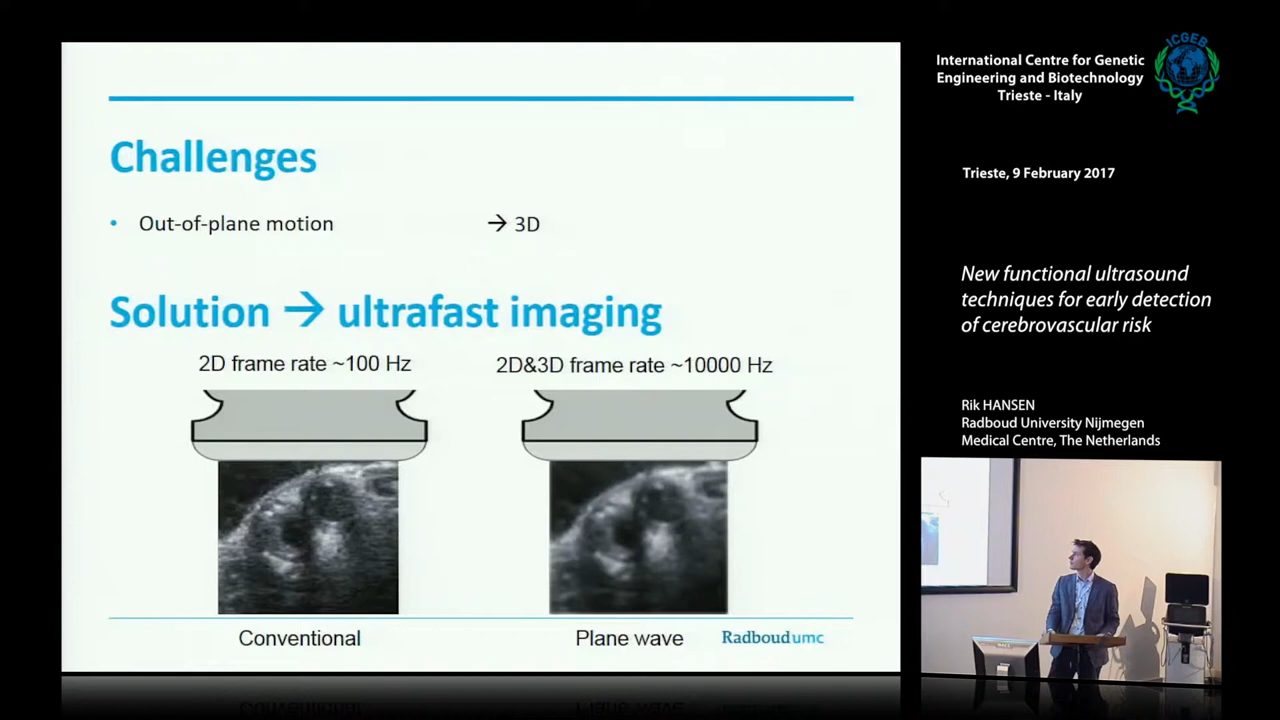 Challenges
• Out-of-plane motion → 3D
Solution → ultrafast imaging
2D frame rate ~100 Hz
2D&3D frame rate ~10000 Hz
Conventional
Plane wave
Radboudumc
International Centre for Genetic
Engineering and Biotechnology
Trieste - Italy
ICGEB
Trieste, 9 February 2017
New functional ultrasound
techniques for early detection
of cerebrovascular risk
Rik HANSEN
Radboud University Nijmegen
Medical Centre, The Netherlands